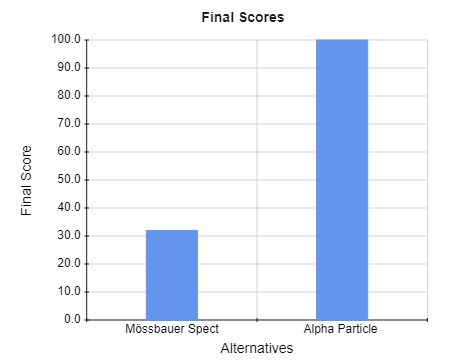 Final Scores
Final Score
100.0
90.0
80.0
70.0
60.0
50.0
40.0
30.0
20.0
10.0
0.0
Mössbauer Spect
Alpha Particle
Alternatives